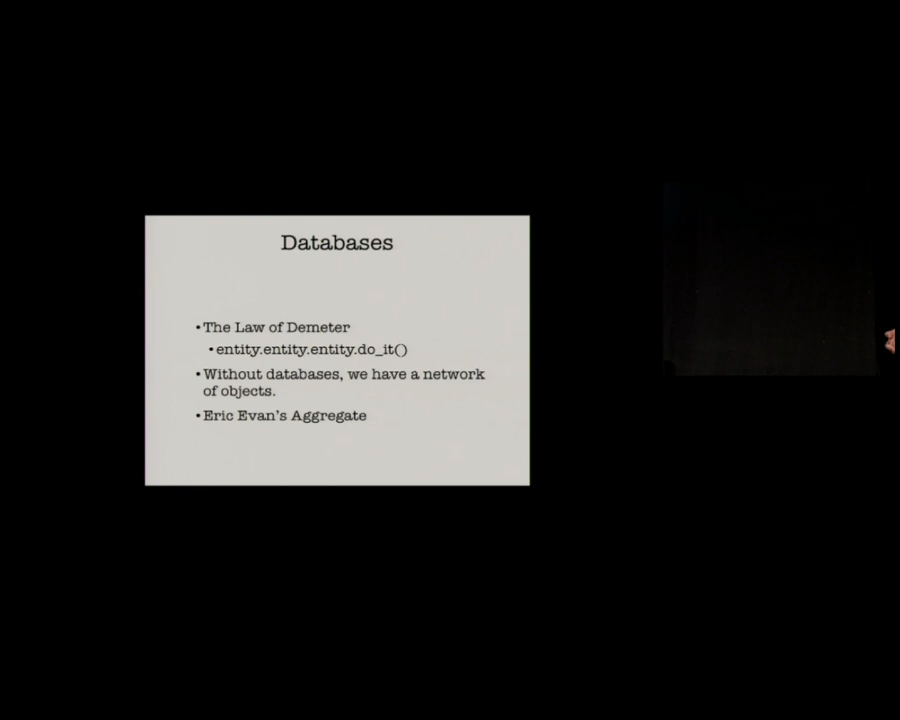 Databases
•The Law of Demeter
•entity.entity.entity.do_it()
•Without databases, we have a network
of objects.
•Eric Evan's Aggregate